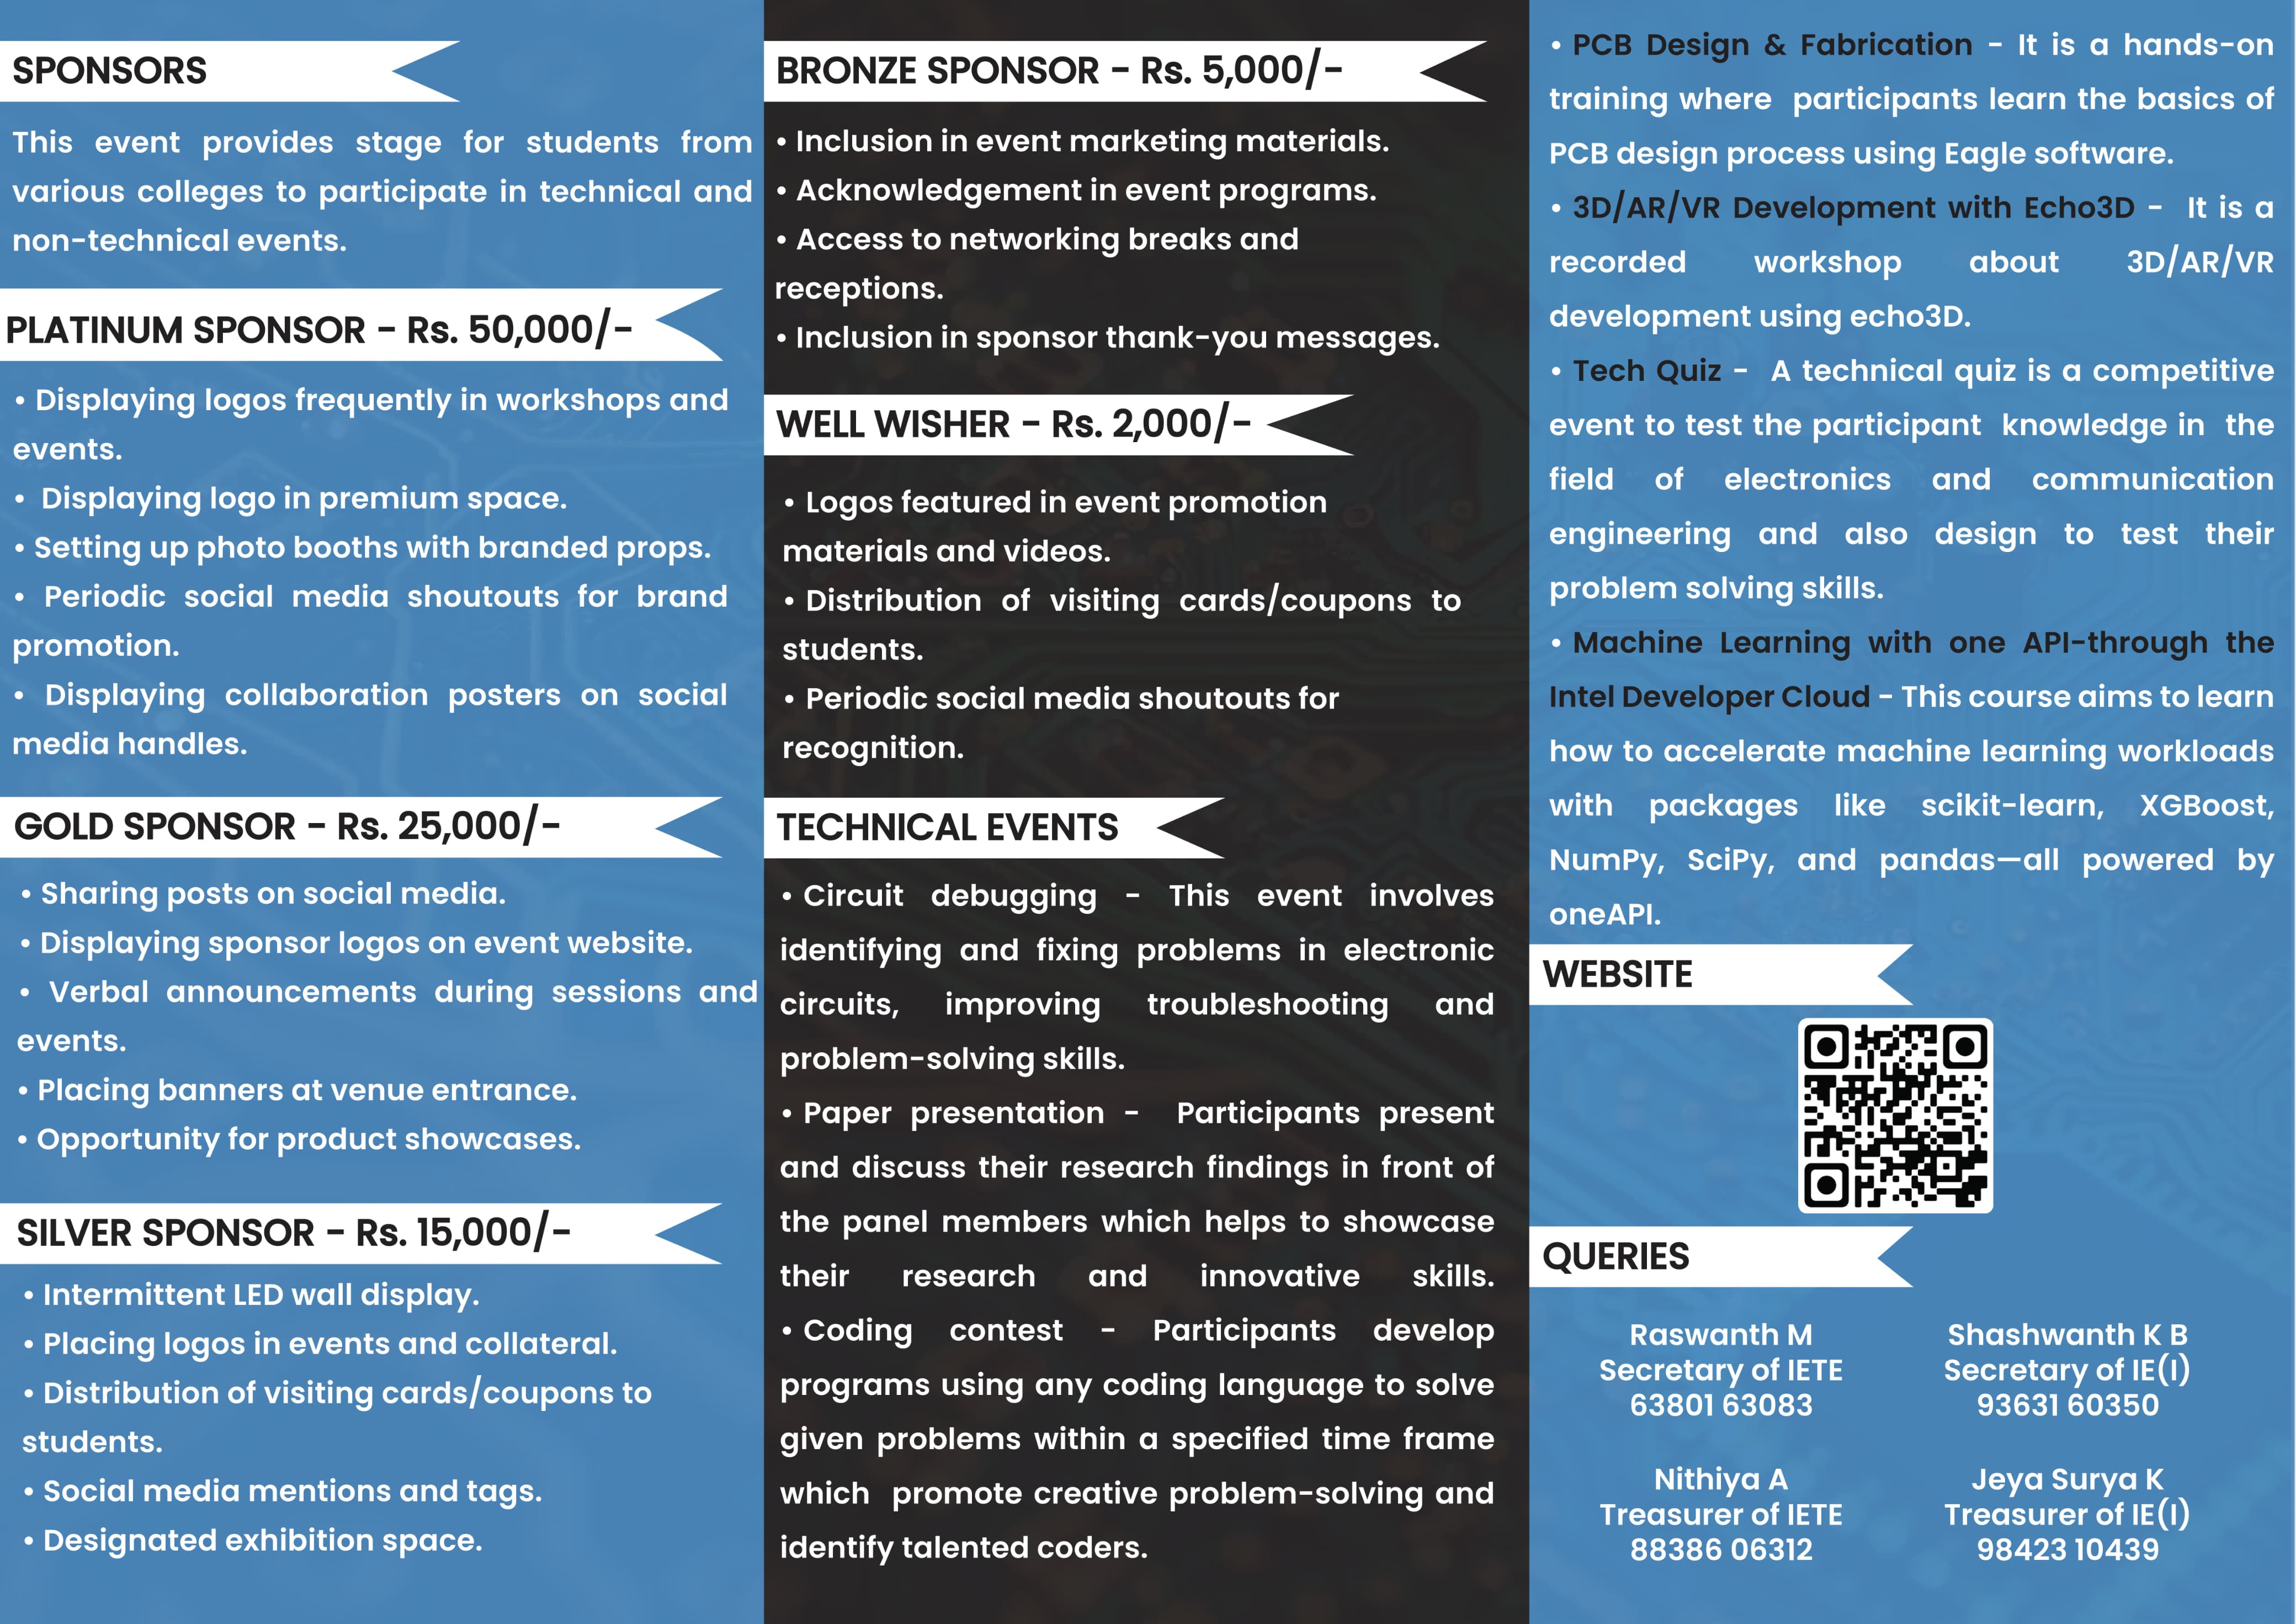 SPONSORS
This event provides stage for students from
various colleges to participate in technical and
non-technical events.
PLATINUM SPONSOR - Rs. 50,000/-
• Displaying logos frequently in workshops and
events.
• Displaying logo in premium space.
• Setting up photo booths with branded props.
• Periodic social media shoutouts for brand
promotion.
• Displaying collaboration posters on social
media handles.
GOLD SPONSOR - Rs. 25,000/-
• Sharing posts on social media.
• Displaying sponsor logos on event website.
• Verbal announcements during sessions and
events.
• Placing banners at venue entrance.
• Opportunity for product showcases.
SILVER SPONSOR - Rs. 15,000/-
• Intermittent LED wall display.
• Placing logos in events and collateral.
• Distribution of visiting cards/coupons to
students.
• Social media mentions and tags.
• Designated exhibition space.
BRONZE SPONSOR - Rs. 5,000/-
• Inclusion in event marketing materials.
• Acknowledgement in event programs.
• Access to networking breaks and
receptions.
• Inclusion in sponsor thank-you messages.
WELL WISHER - Rs. 2,000/-
• Logos featured in event promotion
materials and videos.
• Distribution of visiting cards/coupons to
students.
• Periodic social media shoutouts for
recognition.
TECHNICAL EVENTS
• Circuit debugging - This event involves
identifying and fixing problems in electronic
circuits, improving troubleshooting and
problem-solving skills.
• Paper presentation - Participants present
and discuss their research findings in front of
the panel members which helps to showcase
their research and innovative skills.
• Coding contest - Participants develop
programs using any coding language to solve
given problems within a specified time frame
which promote creative problem-solving and
identify talented coders.
• PCB Design & Fabrication - It is a hands-on
training where participants learn the basics of
PCB design process using Eagle software.
• 3D/AR/VR Development with Echo3D - It is a
recorded workshop about 3D/AR/VR
development using echo3D.
• Tech Quiz - A technical quiz is a competitive
event to test the participant knowledge in the
field of electronics and communication
engineering and also design to test their
problem solving skills.
• Machine Learning with one API-through the
Intel Developer Cloud - This course aims to learn
how to accelerate machine learning workloads
with packages like scikit-learn, XGBoost,
NumPy, SciPy, and pandas—all powered by
oneAPI.
WEBSITE
QUERIES
Raswanth M
Secretary of IETE
63801 63083
Shashwanth K B
Secretary of IE(I)
93631 60350
Nithiya A
Treasurer of IETE
88386 06312
Jeya Surya K
Treasurer of IE(I)
98423 10439